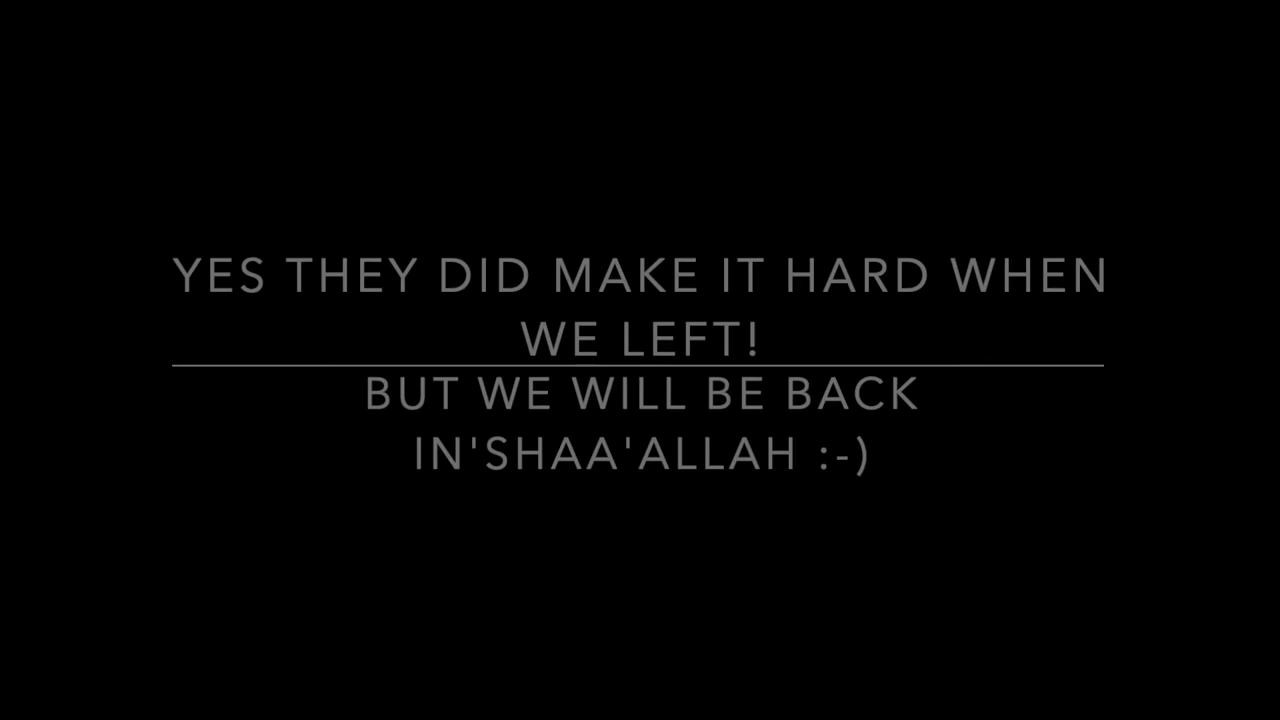 YES THEY DID MAKE IT HARD WHEN
WE LEFT!
BUT WE WILL BE BACK
IN'SHAA'ALLAH :-)